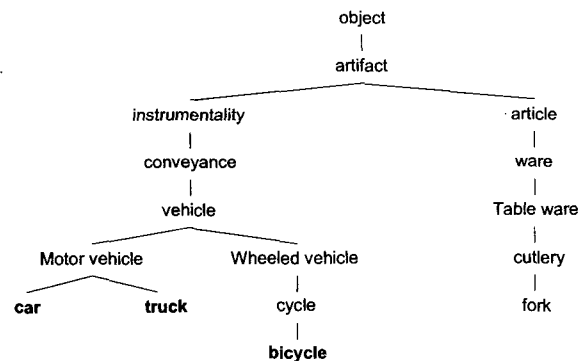 object
artifact
instrumentality article
conveyance ware
vehicle Table ware
Motor vehicle Wheeled vehicle cutlery
car truck cycle fork
bicycle